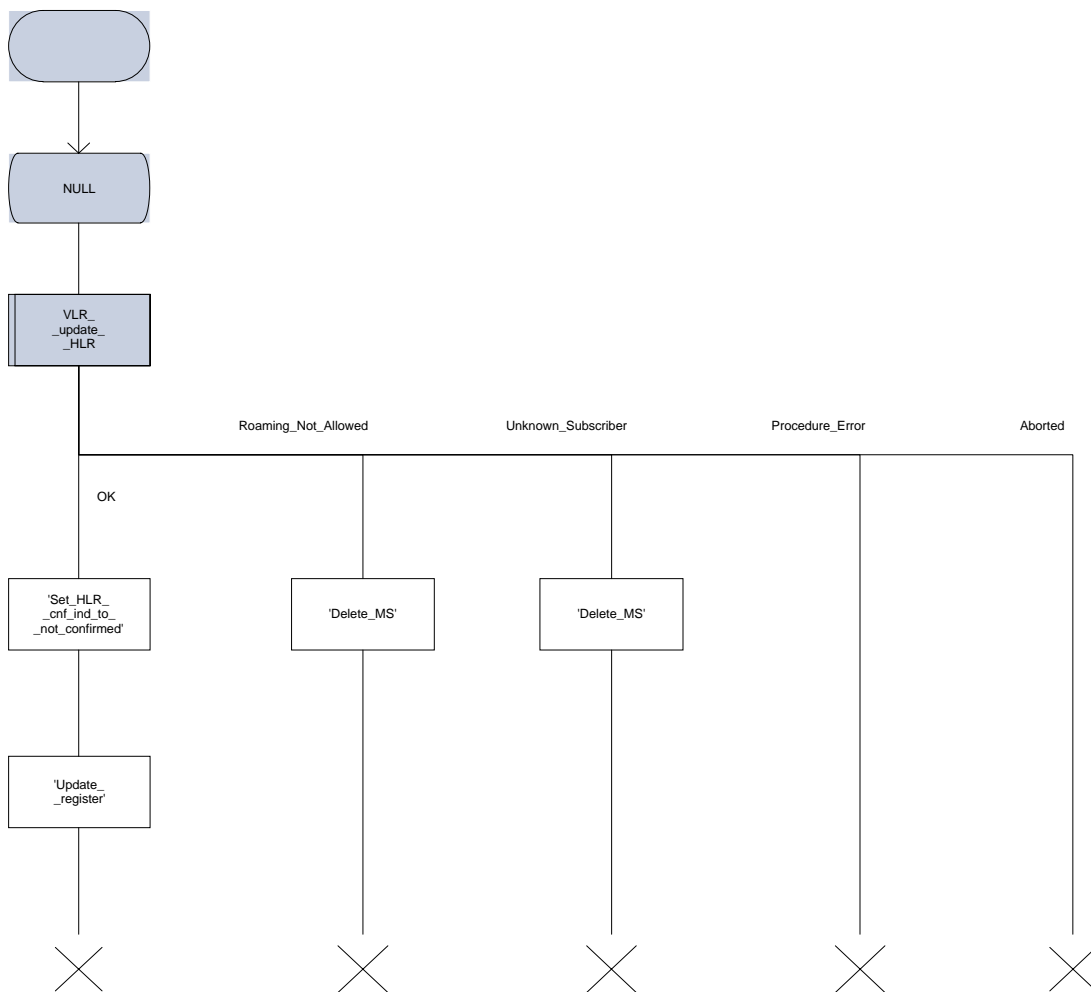 NULL
VLR_
_update_
_HLR
Roaming_Not_Allowed
Unknown_Subscriber
Procedure_Error
Aborted
OK
'Set_HLR_
_cnf_ind_to_
_not_confirmed'
'Delete_MS'
'Delete_MS'
'Update_
_register'